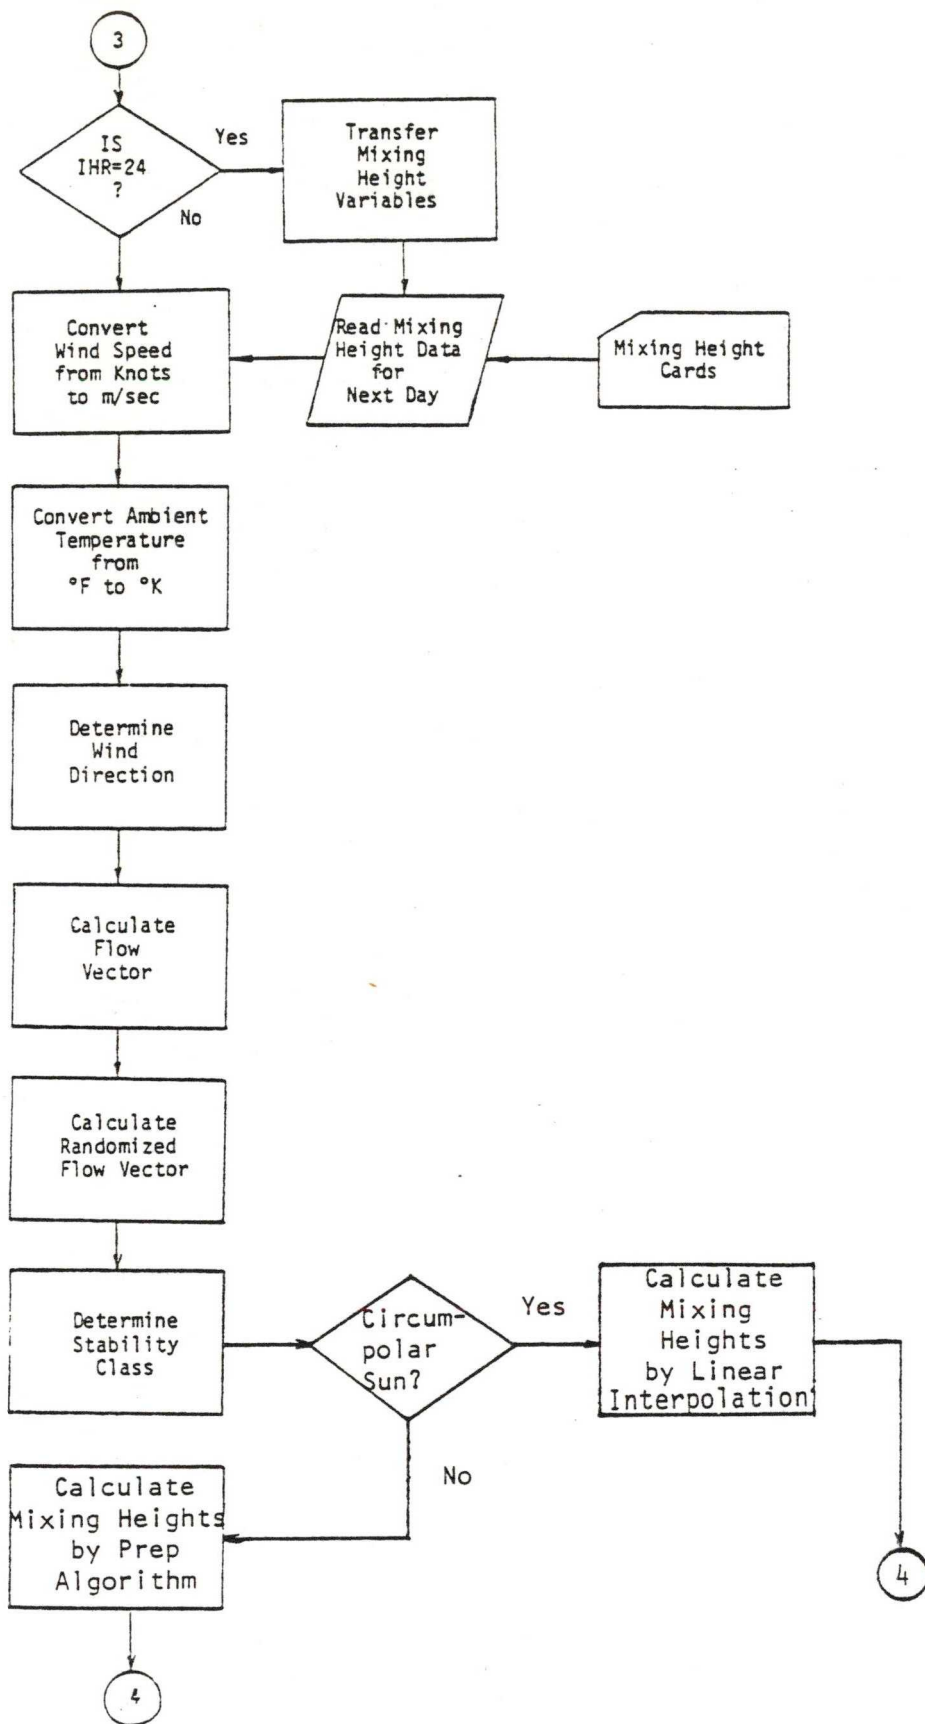 3
IS
IHR=24
?
Yes
No
Transfer
Mixing
Height
Variables
Convert
Wind Speed
from Knots
to m/sec
Read Mixing
Height Data
for
Next Day
Mixing Height
Cards
Convert Ambient
Temperature
from
°F to °K
Determine
Wind
Direction
Calculate
Flow
Vector
Calculate
Randomized
Flow Vector
Determine
Stability
Class
Circum-
polar
Sun?
Yes
No
Calculate
Mixing
Heights
by Linear
Interpolation
Calculate
Mixing Heights
by Prep
Algorithm
4
4